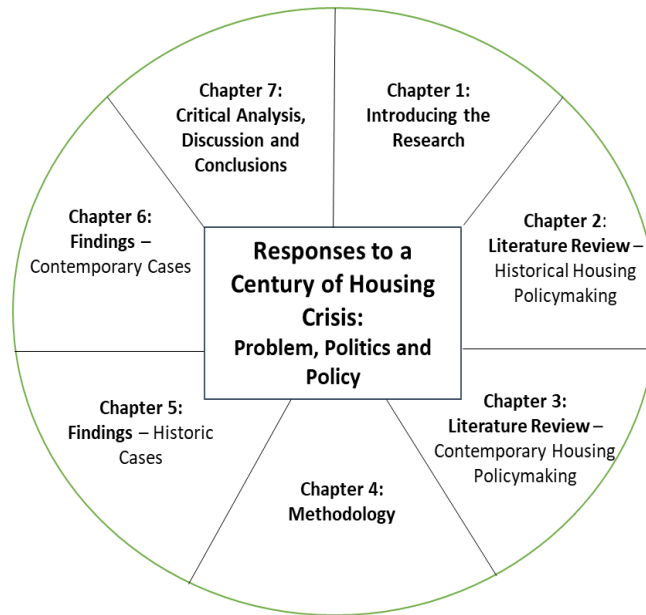 Responses to a
Century of Housing
Crisis:
Problem, Politics and
Policy
Chapter 1:
Introducing the
Research
Chapter 2:
Literature Review –
Historical Housing
Policymaking
Chapter 3:
Literature Review –
Contemporary Housing
Policymaking
Chapter 4:
Methodology
Chapter 5:
Findings – Historic
Cases
Chapter 6:
Findings –
Contemporary Cases
Chapter 7:
Critical Analysis,
Discussion and
Conclusions